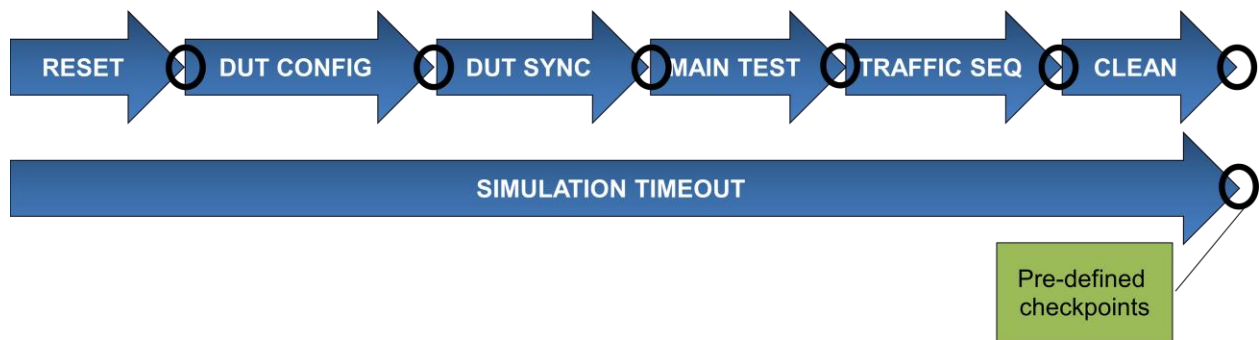 RESET DUT CONFIG DUT SYNC MAIN TEST TRAFFIC SEQ CLEAN
SIMULATION TIMEOUT
Pre-defined
checkpoints